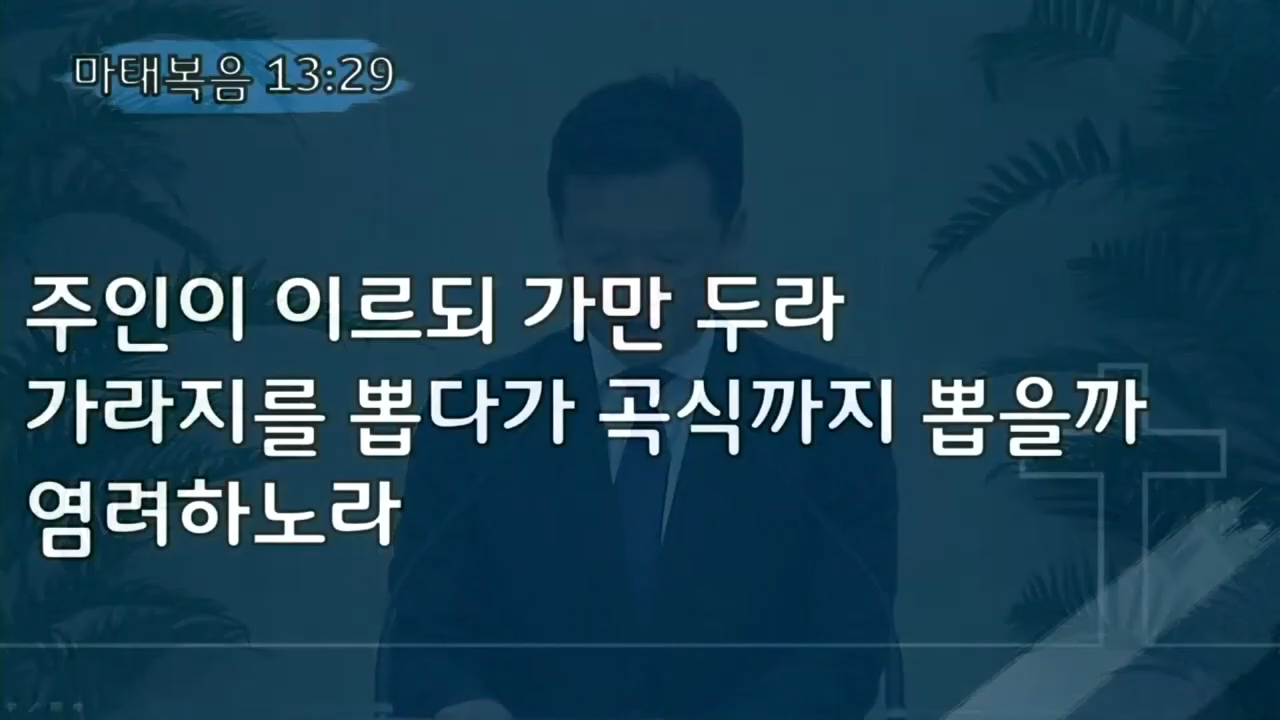 마태복음 13:29
주인이 이르되 가만 두라
가라지를 뽑다가 곡식까지 뽑을까
염려하노라